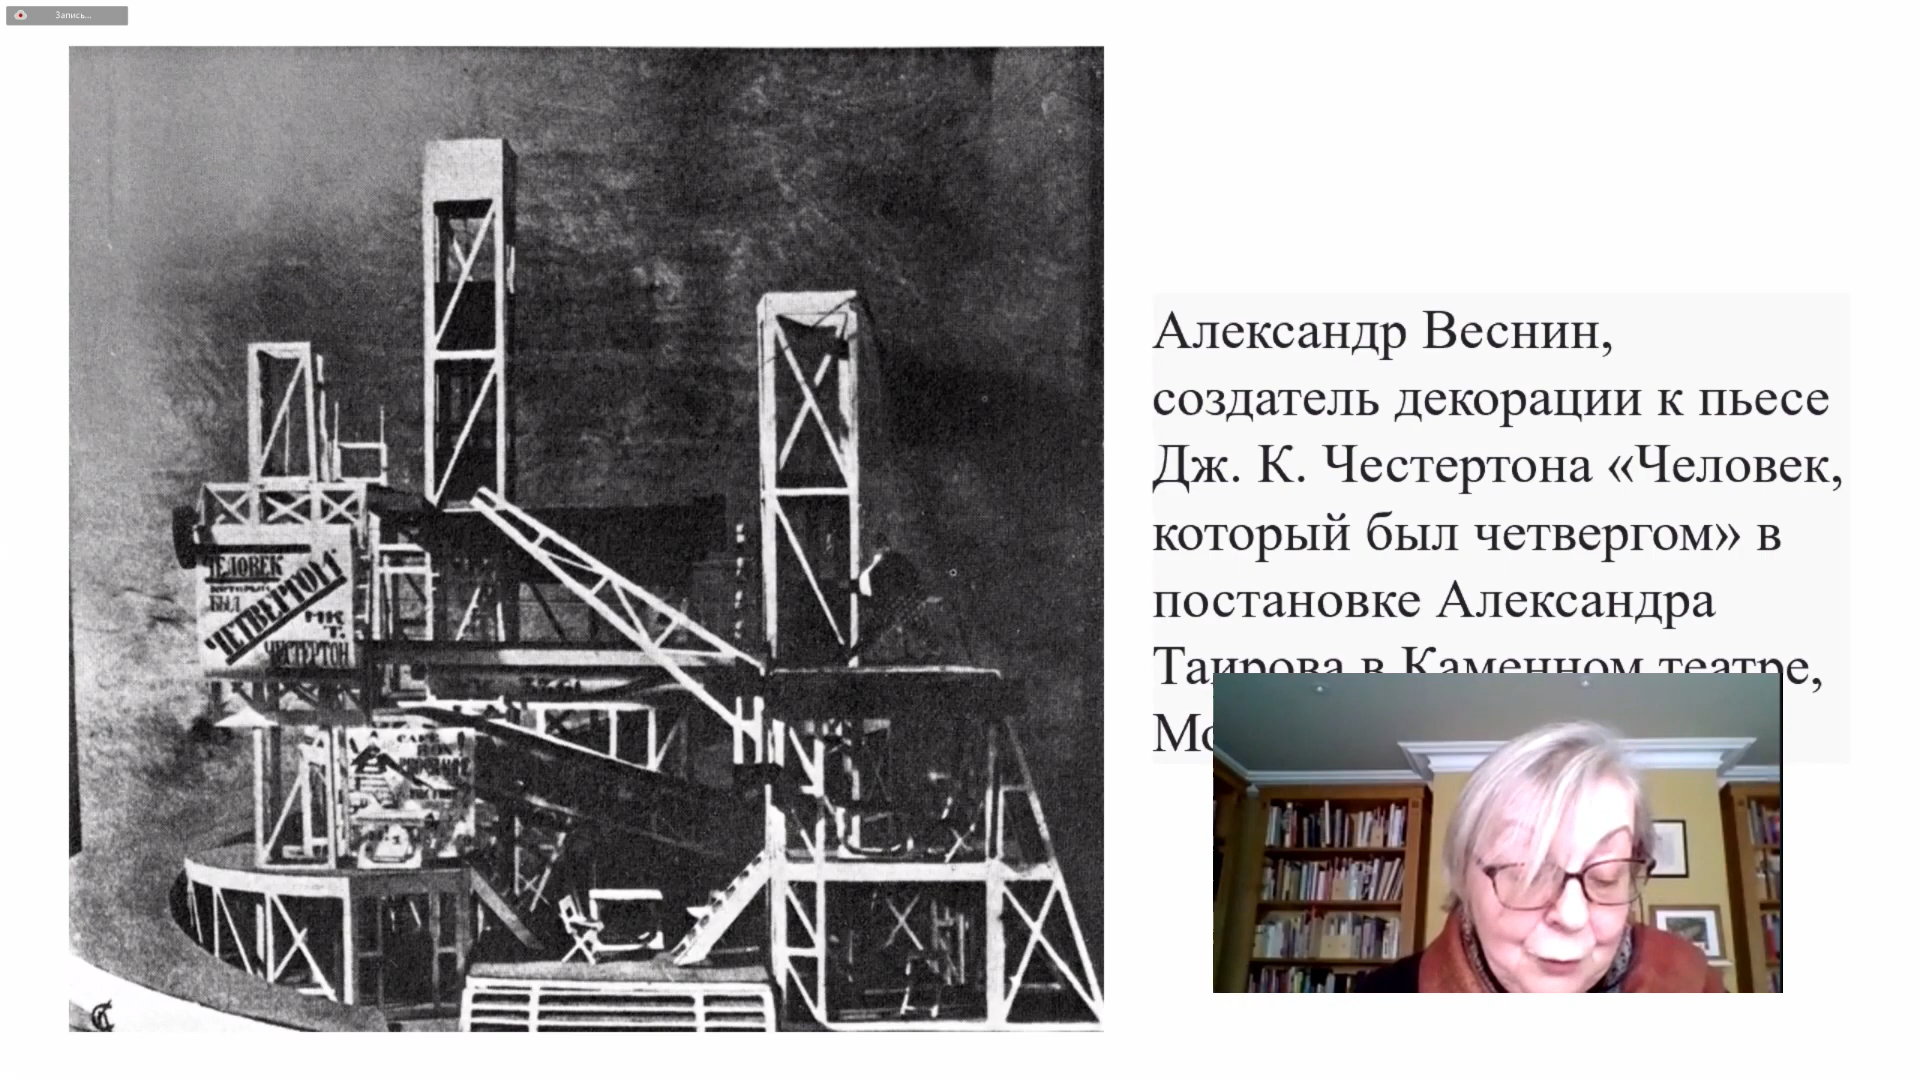 Запись...
Александр Веснин,
создатель декорации к пьесе
Дж. К. Честертона «Человек,
который был четвергом» в
постановке Александра
Таирова в Каменном театре,
ЧЕЛОВЕК
КОТОРЫЙ
БЫЛ
ЧЕТВЕРГОМ
ЧЕСТЕРТОН